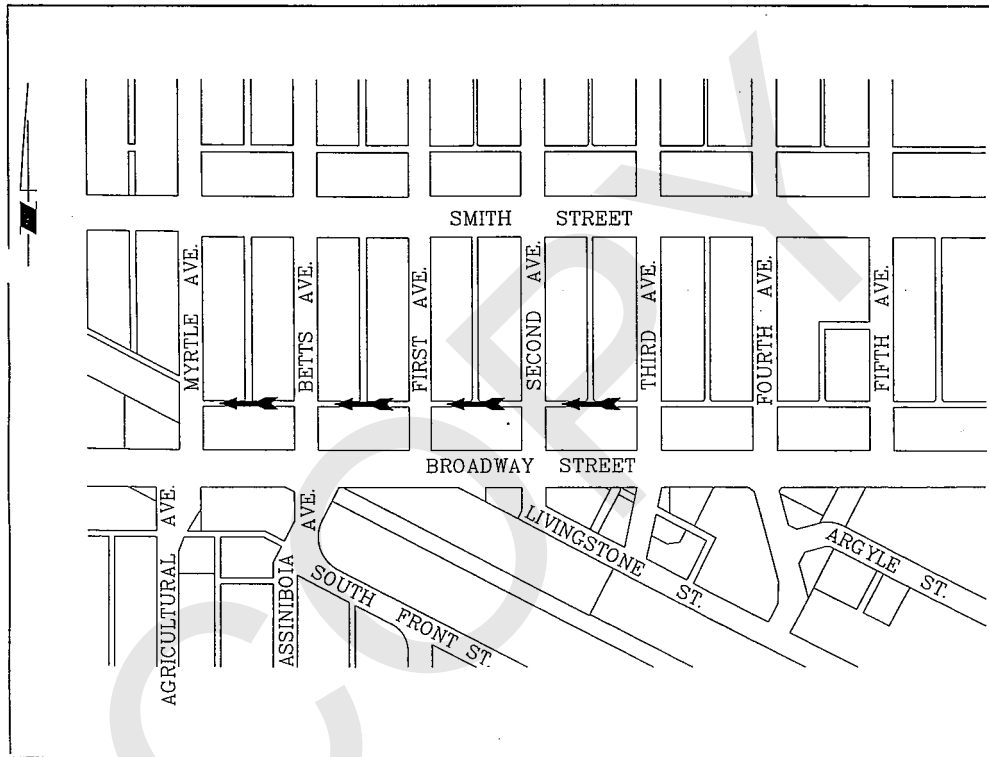 SMITH STREET
MYRTLE AVE.
BETTS AVE.
FIRST AVE.
SECOND AVE.
THIRD AVE.
FOURTH AVE.
FIFTH AVE.
BROADWAY STREET
AGRICULTURAL AVE.
ASSINIBOIA AVE.
SOUTH FRONT ST.
LIVINGSTONE ST.
ARGYLE ST.
COPY